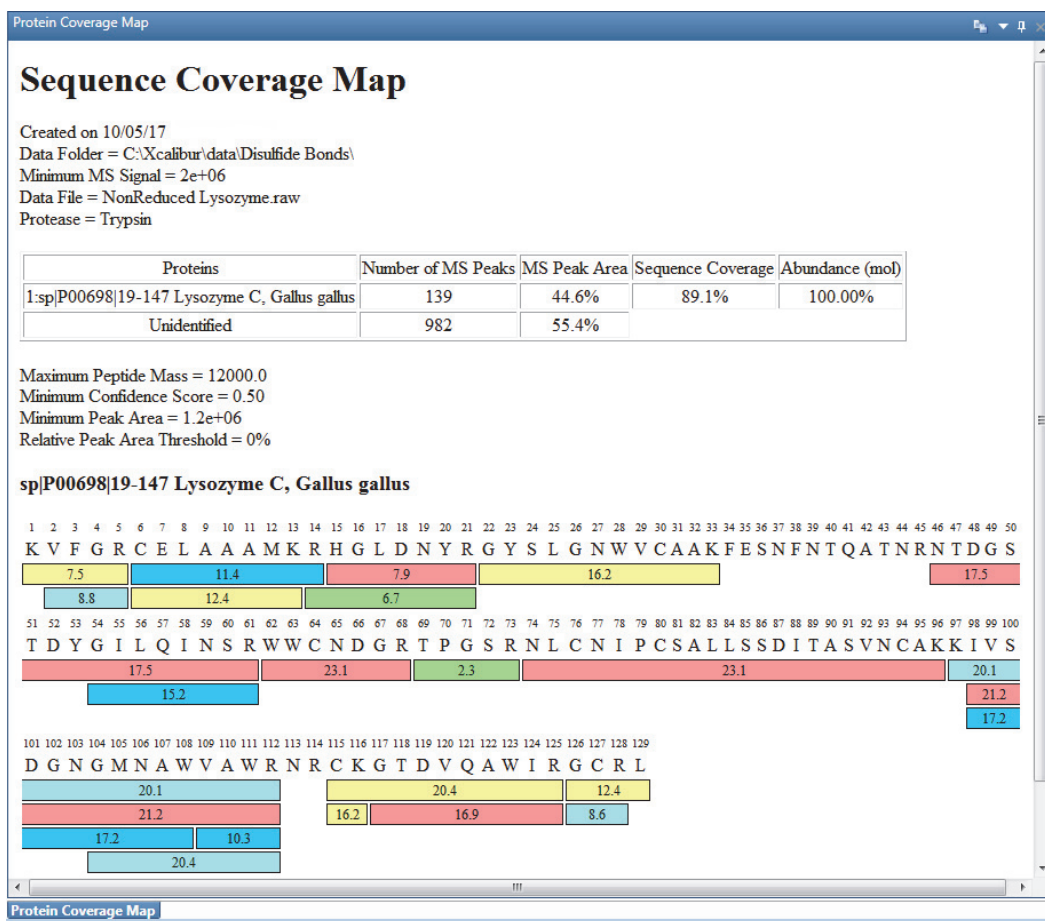 Protein Coverage Map
Sequence Coverage Map
Created on 10/05/17
Data Folder = C:\Xcalibur\data\Disulfide Bonds\
Minimum MS Signal = 2e+06
Data File = NonReduced Lysozyme.raw
Protease = Trypsin
Proteins Number of MS Peaks MS Peak Area Sequence Coverage Abundance (mol)
1:sp|P00698|19-147 Lysozyme C, Gallus gallus 139 44.6% 89.1% 100.00%
Unidentified 982 55.4%
Maximum Peptide Mass = 12000.0
Minimum Confidence Score = 0.50
Minimum Peak Area = 1.2e+06
Relative Peak Area Threshold = 0%
sp|P00698|19-147 Lysozyme C, Gallus gallus
1 2 3 4 5 6 7 8 9 10 11 12 13 14 15 16 17 18 19 20 21 22 23 24 25 26 27 28 29 30 31 32 33 34 35 36 37 38 39 40 41 42 43 44 45 46 47 48 49 50
K V F G R C E L A A A M K R H G L D N Y R G Y S L G N W V C A A K F E S N F N T Q A T N R N T D G S
7.5 11.4 7.9 16.2 17.5
8.8 12.4 6.7
51 52 53 54 55 56 57 58 59 60 61 62 63 64 65 66 67 68 69 70 71 72 73 74 75 76 77 78 79 80 81 82 83 84 85 86 87 88 89 90 91 92 93 94 95 96 97 98 99 100
T D Y G I L Q I N S R W W C N D G R T P G S R N L C N I P C S A L L S S D I T A S V N C A K K I V S
17.5 23.1 2.3 23.1 20.1
15.2 21.2
17.2
101 102 103 104 105 106 107 108 109 110 111 112 113 114 115 116 117 118 119 120 121 122 123 124 125 126 127 128 129
D G N G M N A W V A W R N R C K G T D V Q A W I R G C R L
20.1 20.4 12.4
21.2 16.2 16.9 8.6
17.2 10.3
20.4
Protein Coverage Map